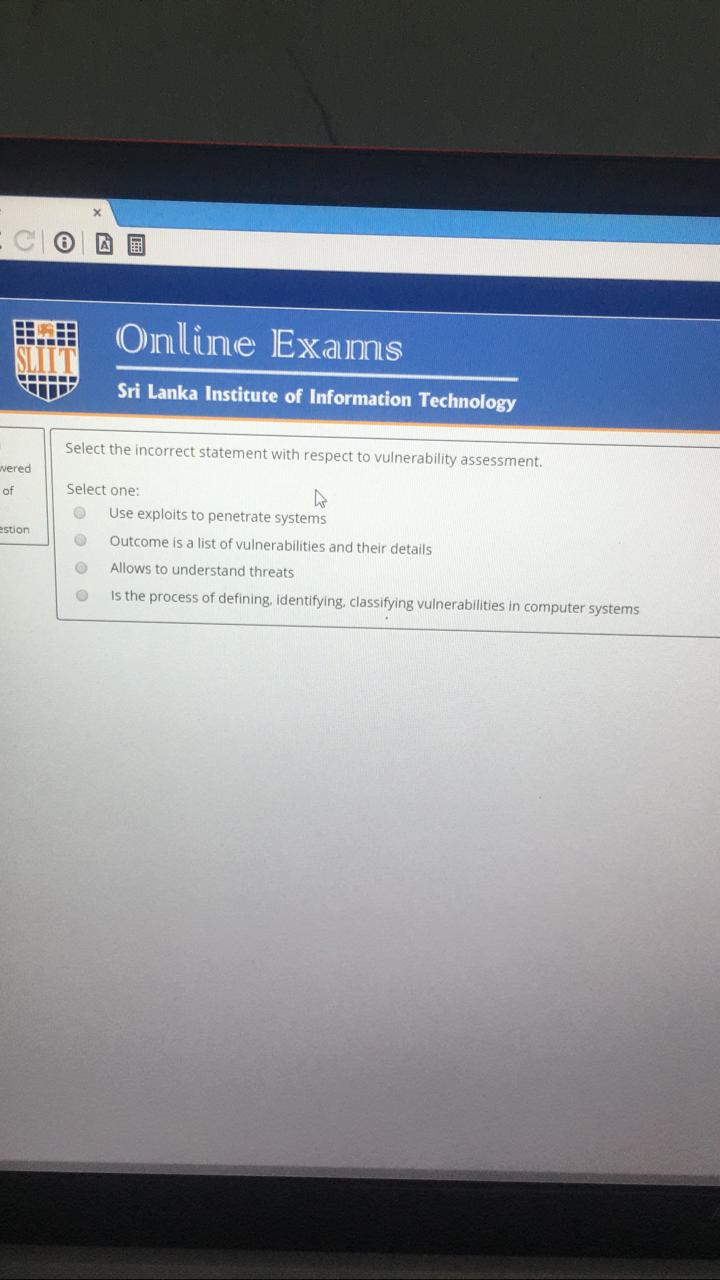 Online Exams
SLIIT
Sri Lanka Institute of Information Technology
wered
of
estion
Select the incorrect statement with respect to vulnerability assessment.
Select one:
Use exploits to penetrate systems
Outcome is a list of vulnerabilities and their details
Allows to understand threats
Is the process of defining, identifying, classifying vulnerabilities in computer systems